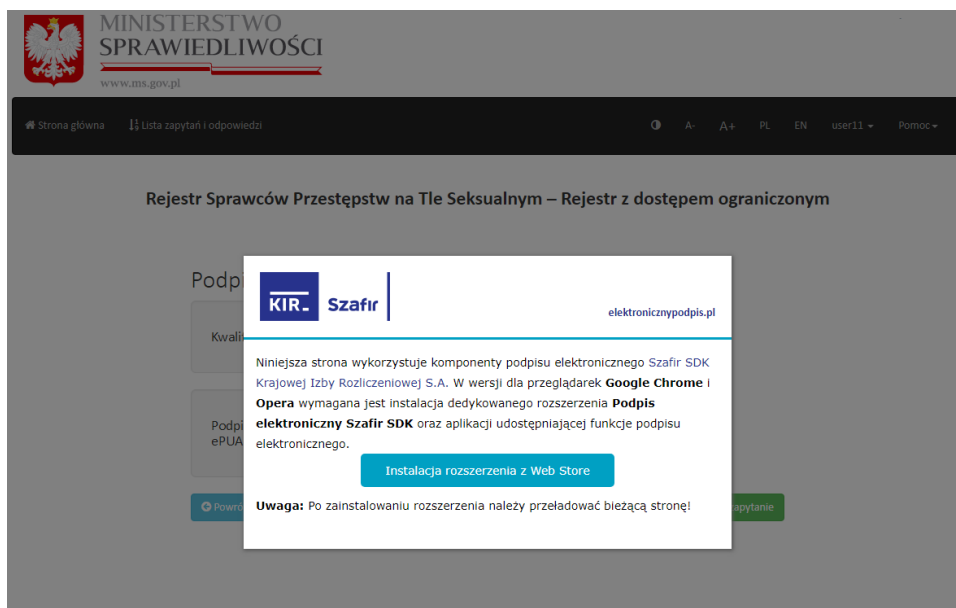 MINISTERSTWO
SPRAWIEDLIWOŚCI
www.ms.gov.pl
Strona główna Lista zapytań i odpowiedzi A- A+ PL EN user11 Pomoc
Rejestr Sprawców Przestępstw na Tle Seksualnym – Rejestr z dostępem ograniczonym
KIR Szafir
elektronicznypodpis.pl
Niniejsza strona wykorzystuje komponenty podpisu elektronicznego Szafir SDK
Krajowej Izby Rozliczeniowej S.A. W wersji dla przeglądarek Google Chrome i
Opera wymagana jest instalacja dedykowanego rozszerzenia Podpis
elektroniczny Szafir SDK oraz aplikacji udostępniającej funkcje podpisu
elektronicznego.
Instalacja rozszerzenia z Web Store
Uwaga: Po zainstalowaniu rozszerzenia należy przeładować bieżącą stronę!
Podpi
Kwali
Podpi
ePUA
Powró apytanie